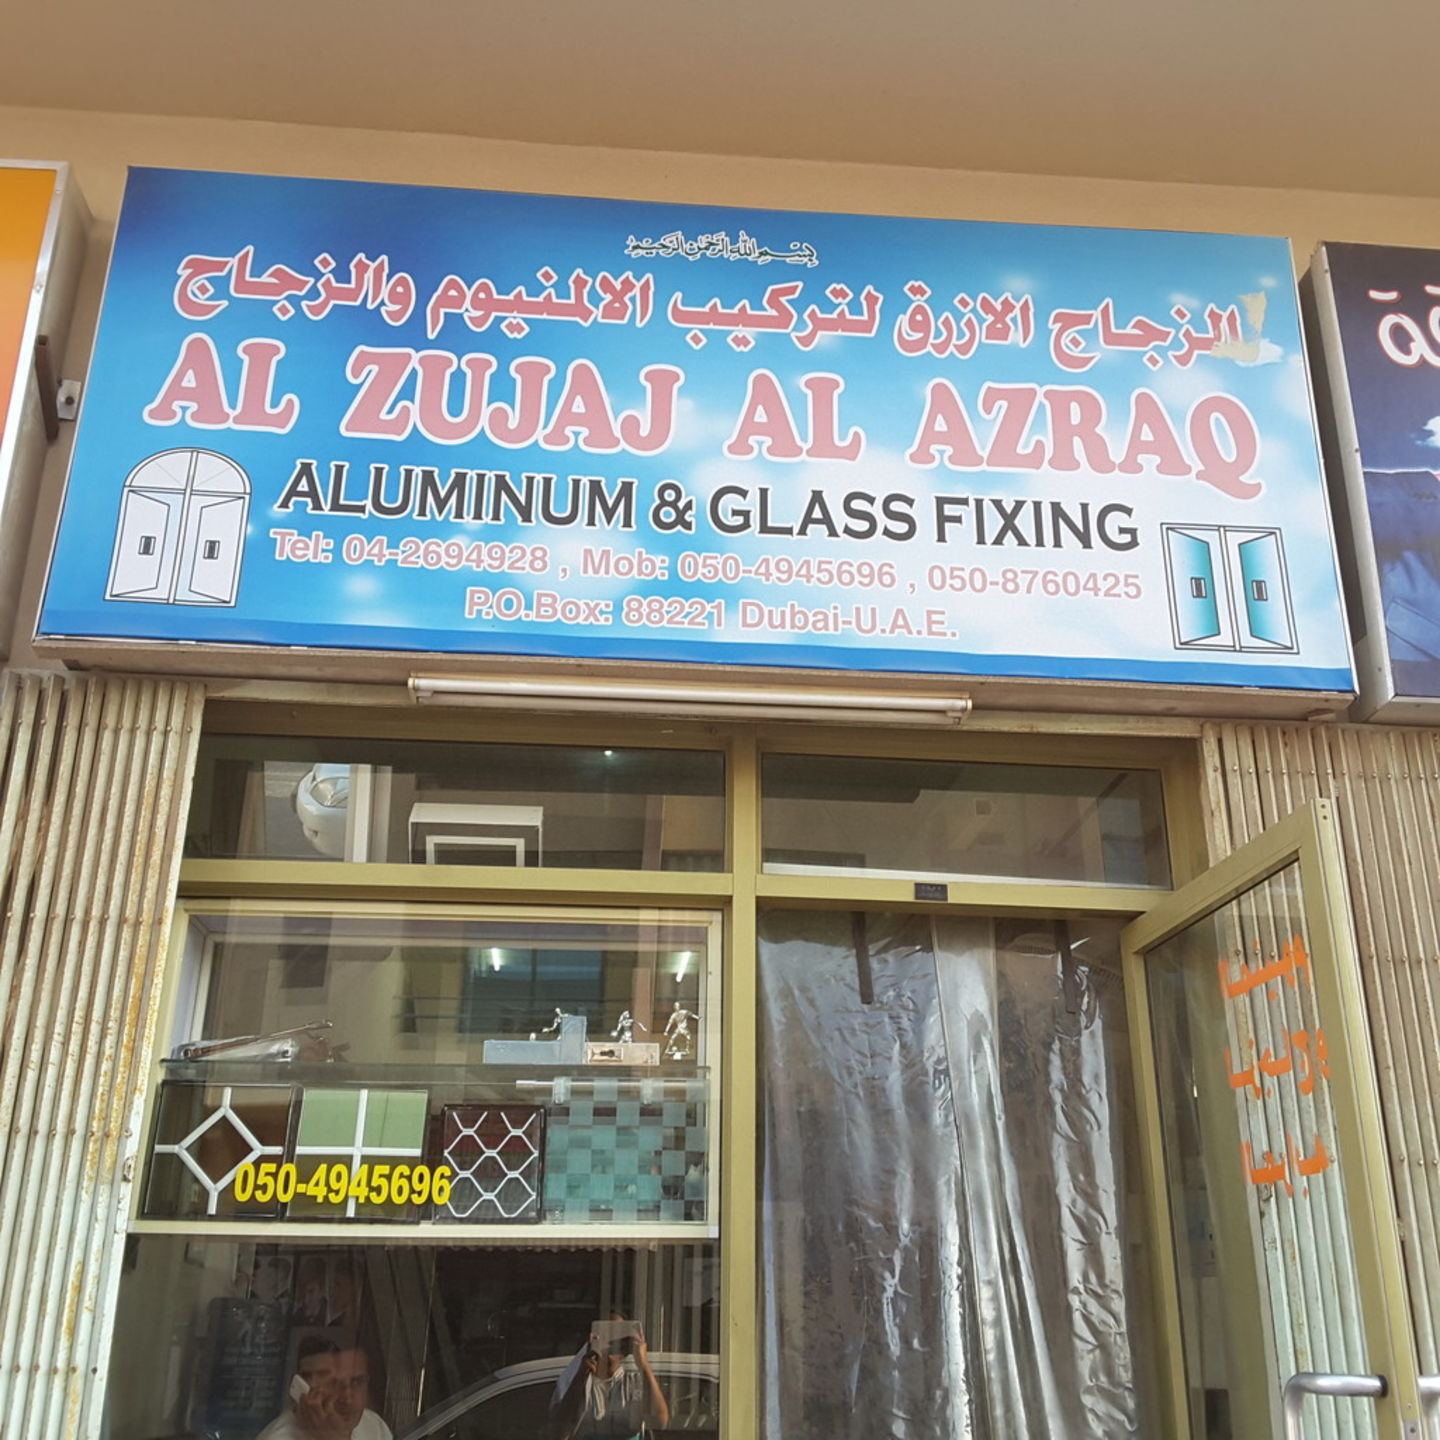 بسم الله الرحمن الرحيم
الزجاج الازرق لتركيب الالمنيوم والزجاج
AL ZUJAJ AL AZRAQ
ALUMINUM & GLASS FIXING
Tel: 04-2694928 , Mob: 050-4945696 , 050-8760425
P.O.Box: 88221 Dubai-U.A.E.
050-4945696